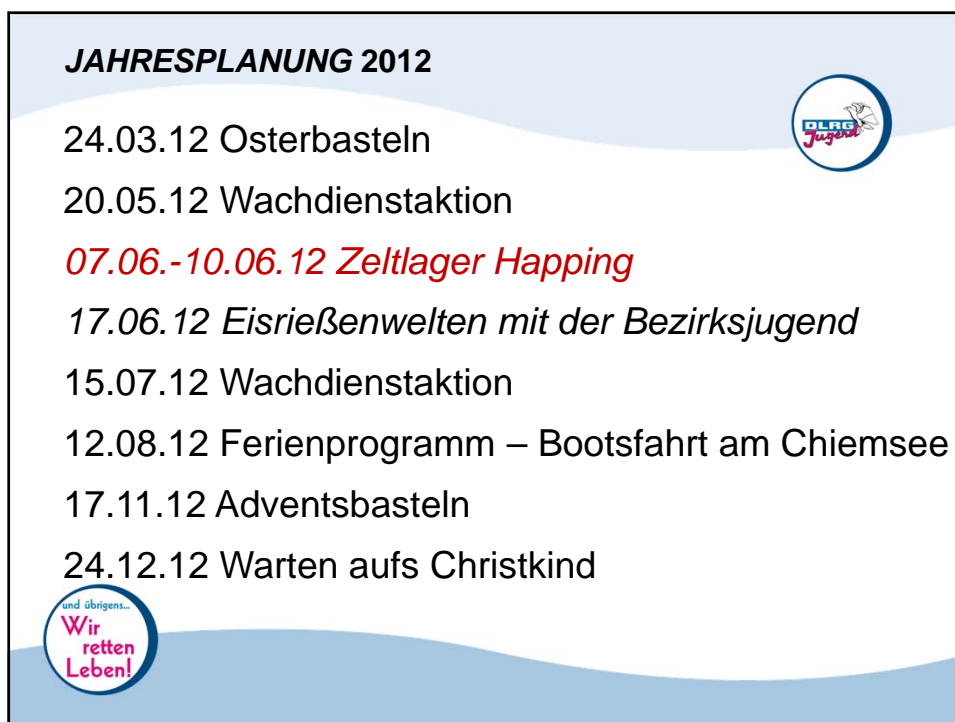 JAHRESPLANUNG 2012
DLRG
Jugend
24.03.12 Osterbasteln
20.05.12 Wachdienstaktion
07.06.-10.06.12 Zeltlager Happing
17.06.12 Eisrießenwelten mit der Bezirksjugend
15.07.12 Wachdienstaktion
12.08.12 Ferienprogramm – Bootsfahrt am Chiemsee
17.11.12 Adventsbasteln
24.12.12 Warten aufs Christkind
und übrigens...
Wir
retten
Leben!